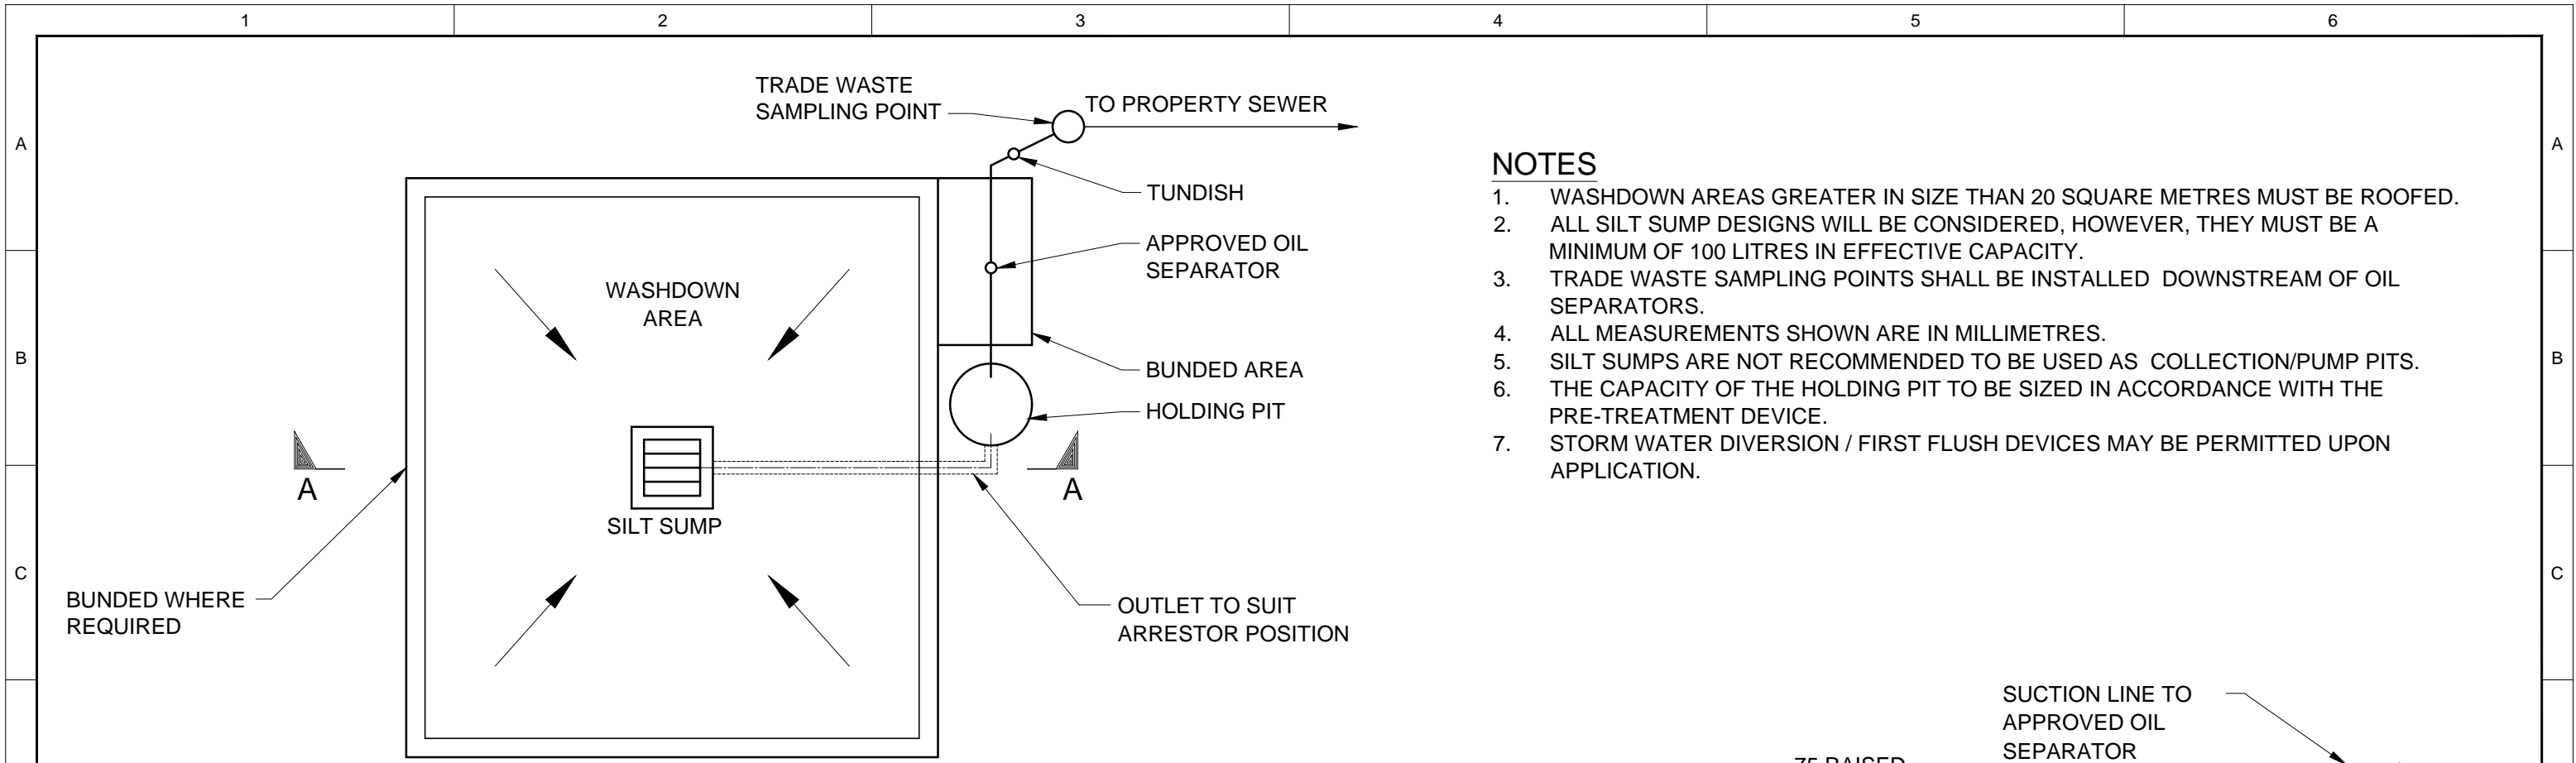 1 2 3 4 5 6
A A
B B
C C
TRADE WASTE
SAMPLING POINT
TO PROPERTY SEWER
TUNDISH
APPROVED OIL
SEPARATOR
WASHDOWN
AREA
BUNDED AREA
HOLDING PIT
A A
SILT SUMP
BUNDED WHERE
REQUIRED
OUTLET TO SUIT
ARRESTOR POSITION
NOTES
1. WASHDOWN AREAS GREATER IN SIZE THAN 20 SQUARE METRES MUST BE ROOFED.
2. ALL SILT SUMP DESIGNS WILL BE CONSIDERED, HOWEVER, THEY MUST BE A
MINIMUM OF 100 LITRES IN EFFECTIVE CAPACITY.
3. TRADE WASTE SAMPLING POINTS SHALL BE INSTALLED DOWNSTREAM OF OIL
SEPARATORS.
4. ALL MEASUREMENTS SHOWN ARE IN MILLIMETRES.
5. SILT SUMPS ARE NOT RECOMMENDED TO BE USED AS COLLECTION/PUMP PITS.
6. THE CAPACITY OF THE HOLDING PIT TO BE SIZED IN ACCORDANCE WITH THE
PRE-TREATMENT DEVICE.
7. STORM WATER DIVERSION / FIRST FLUSH DEVICES MAY BE PERMITTED UPON
APPLICATION.
SUCTION LINE TO
APPROVED OIL
SEPARATOR
75 RAISED